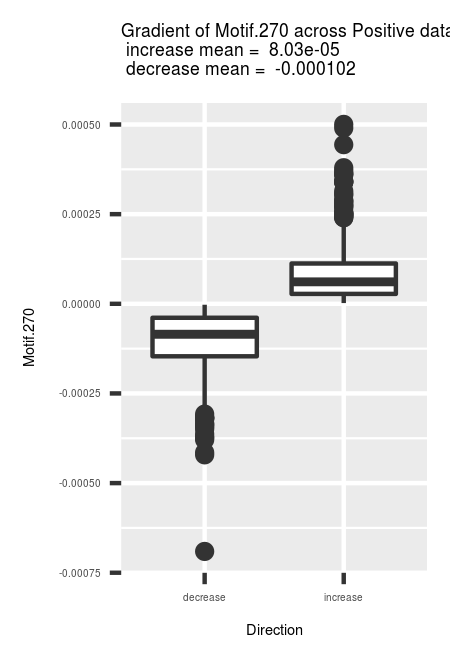 Gradient of Motif.270 across Positive data
increase mean =  8.03e-05
decrease mean =  -0.000102
0.00050
0.00025
0.00000
-0.00025
-0.00050
-0.00075
Motif.270
decrease
increase
Direction